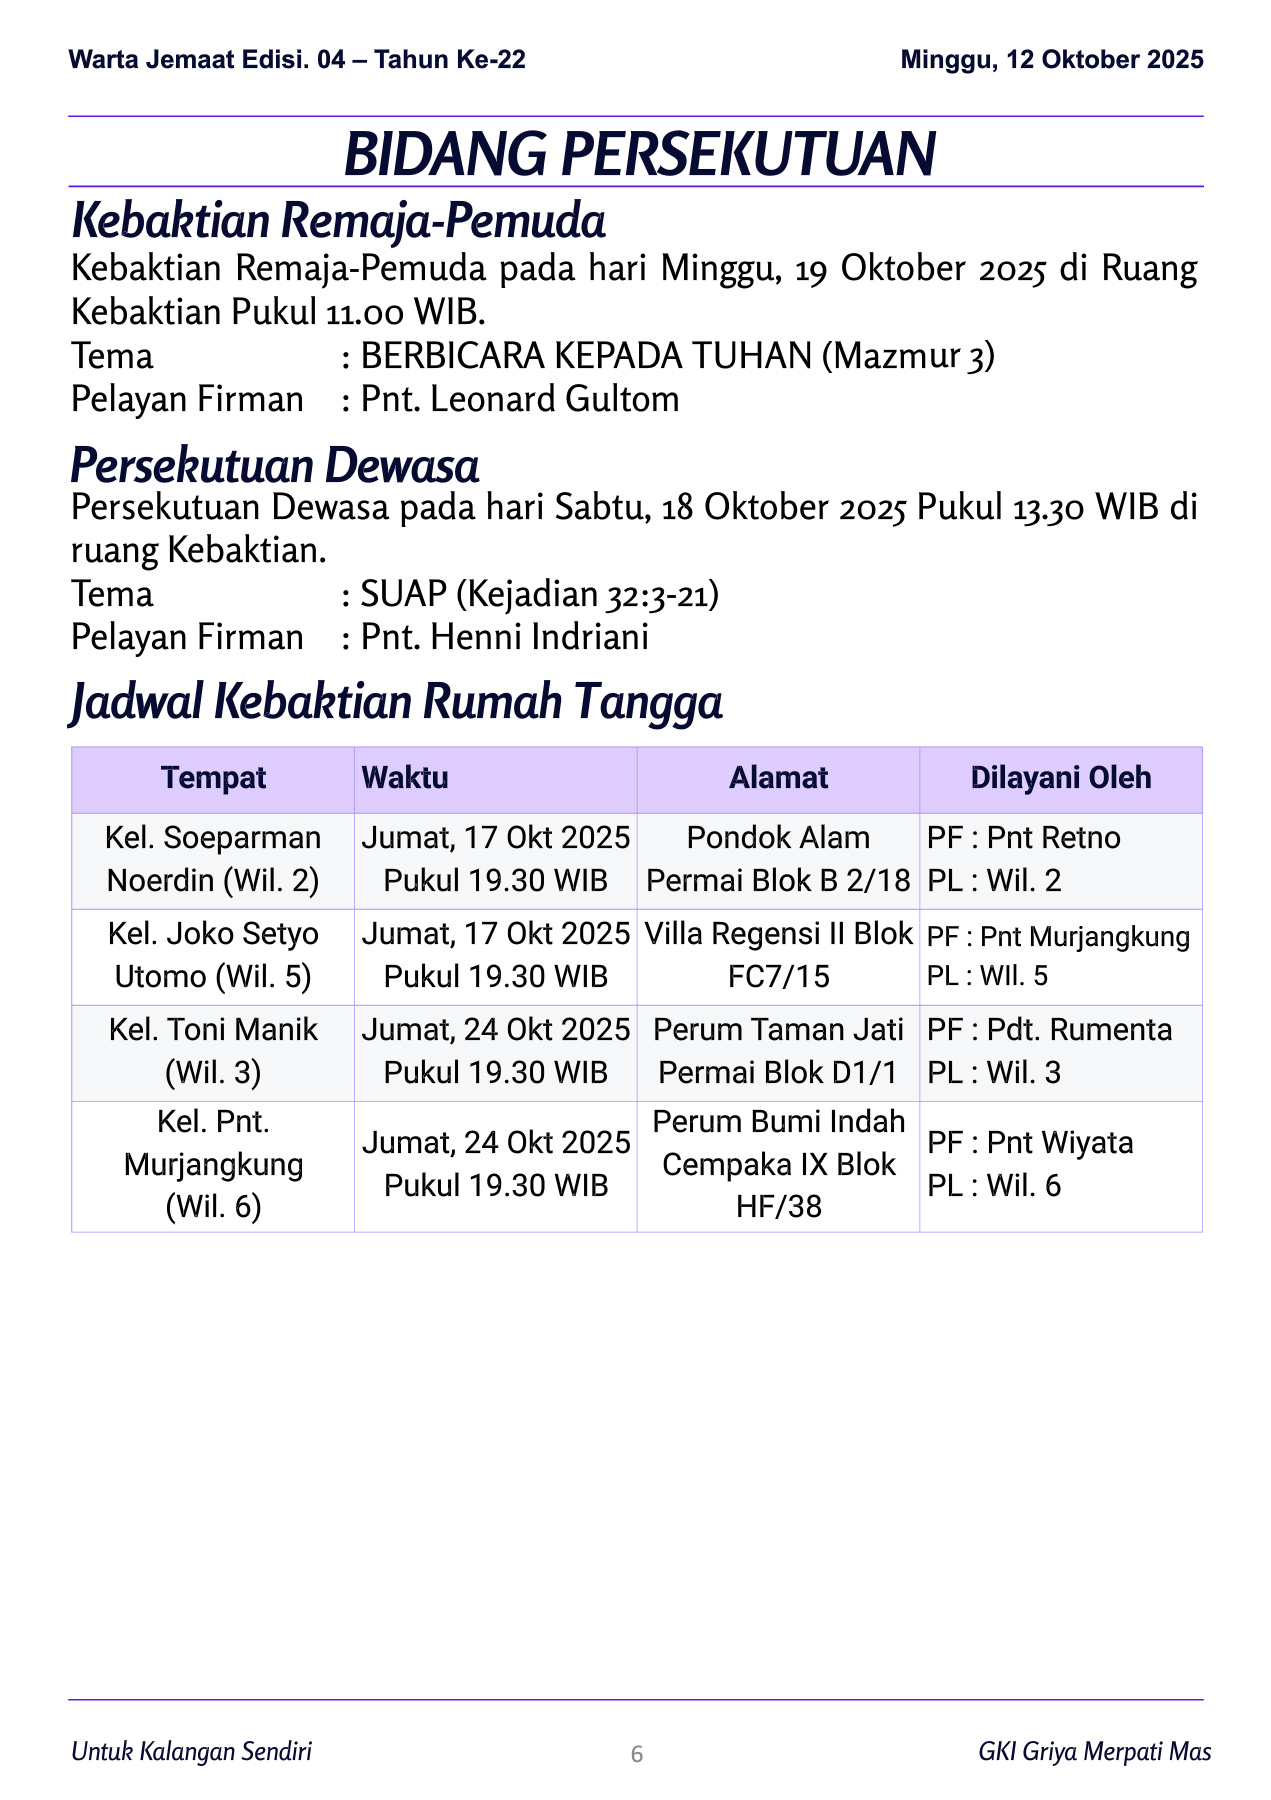 Warta Jemaat Edisi. 04 – Tahun Ke-22 Minggu, 12 Oktober 2025
BIDANG PERSEKUTUAN
Kebaktian Remaja-Pemuda
Kebaktian Remaja-Pemuda pada hari Minggu, 19 Oktober 2025 di Ruang
Kebaktian Pukul 11.00 WIB.
Tema : BERBICARA KEPADA TUHAN (Mazmur 3)
Pelayan Firman : Pnt. Leonard Gultom
Persekutuan Dewasa
Persekutuan Dewasa pada hari Sabtu, 18 Oktober 2025 Pukul 13.30 WIB di
ruang Kebaktian.
Tema : SUAP (Kejadian 32:3-21)
Pelayan Firman : Pnt. Henni Indriani
Jadwal Kebaktian Rumah Tangga
Tempat Waktu Alamat Dilayani Oleh
Kel. Soeparman Jumat, 17 Okt 2025 Pondok Alam PF : Pnt Retno
Noerdin (Wil. 2) Pukul 19.30 WIB Permai Blok B 2/18 PL : Wil. 2
Kel. Joko Setyo Jumat, 17 Okt 2025 Villa Regensi II Blok PF : Pnt Murjangkung
Utomo (Wil. 5) Pukul 19.30 WIB FC7/15 PL : WIl. 5
Kel. Toni Manik Jumat, 24 Okt 2025 Perum Taman Jati PF : Pdt. Rumenta
(Wil. 3) Pukul 19.30 WIB Permai Blok D1/1 PL : Wil. 3
Kel. Pnt.
Murjangkung
(Wil. 6)
Jumat, 24 Okt 2025
Pukul 19.30 WIB
Perum Bumi Indah
Cempaka IX Blok
HF/38
PF : Pnt Wiyata
PL : Wil. 6
Untuk Kalangan Sendiri 6 GKI Griya Merpati Mas